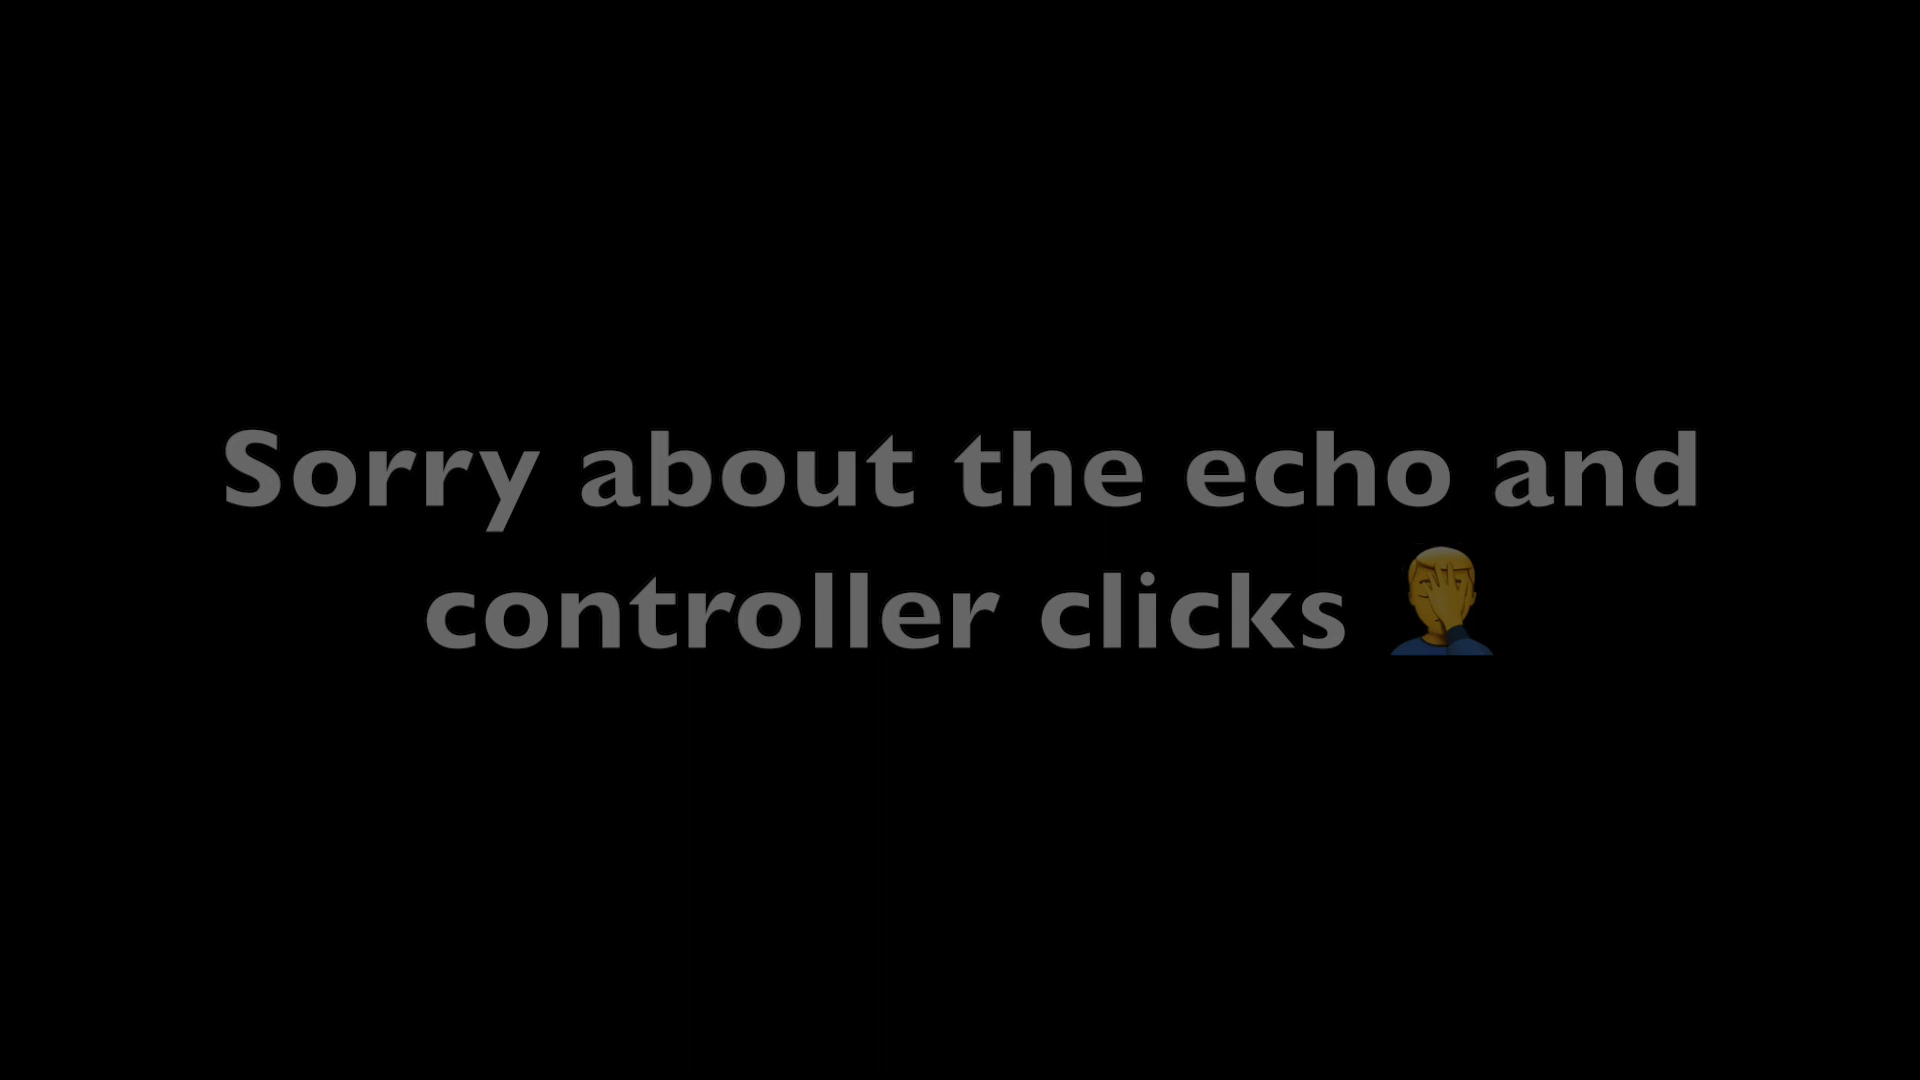 Sorry about the echo and
controller clicks 🤦‍♂️